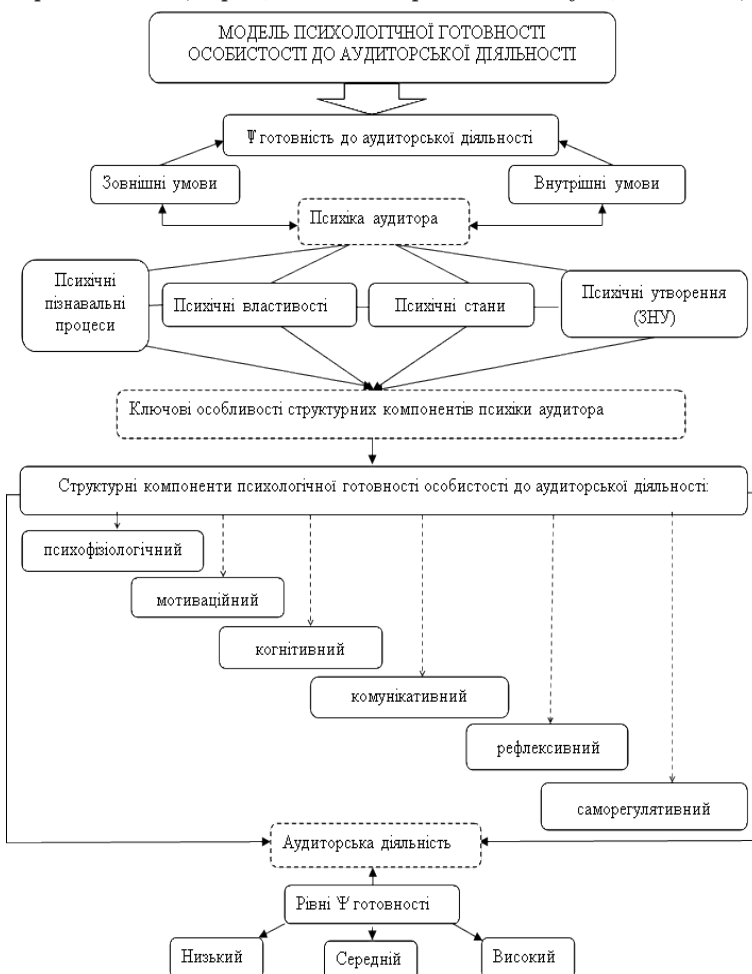 МОДЕЛЬ ПСИХОЛОГІЧНОЇ ГОТОВНОСТІ
ОСОБИСТОСТІ ДО АУДИТОРСЬКОЇ ДІЯЛЬНОСТІ
Ψ готовність до аудиторської діяльності
Зовнішні умови
Внутрішні умови
Психіка аудитора
Психічні
пізнавальні
процеси
Психічні властивості
Психічні стани
Психічні утворення
(ЗНУ)
Ключові особливості структурних компонентів психіки аудитора
Структурні компоненти психологічної готовності особистості до аудиторської діяльності:
психофізіологічний
мотиваційний
когнітивний
комунікативний
рефлексивний
саморегулятивний
Аудиторська діяльність
Рівні Ψ готовності
Низький
Середній
Високий